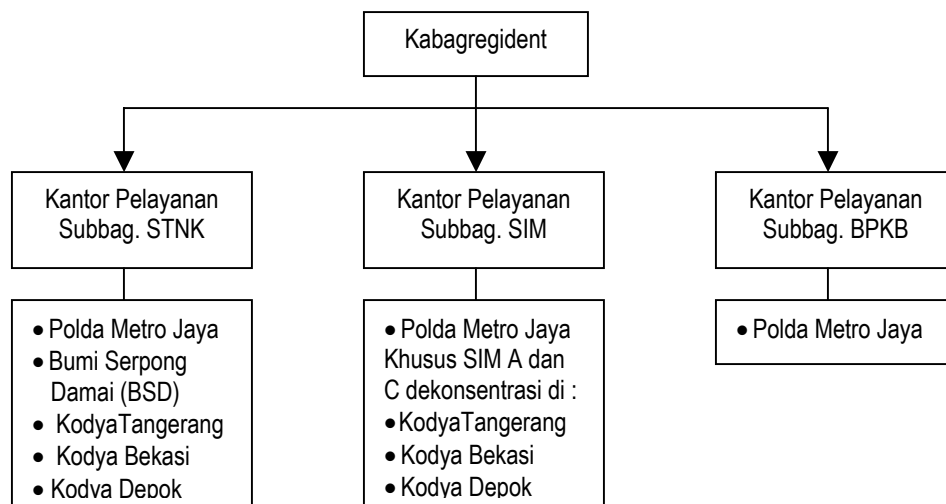 Kabagregident
Kantor Pelayanan
Subbag. STNK
Kantor Pelayanan
Subbag. SIM
Kantor Pelayanan
Subbag. BPKB
• Polda Metro Jaya
• Bumi Serpong
Damai (BSD)
• KodyaTangerang
• Kodya Bekasi
• Kodya Depok
• Polda Metro Jaya
Khusus SIM A dan
C dekonsentrasi di :
• KodyaTangerang
• Kodya Bekasi
• Kodya Depok
• Polda Metro Jaya